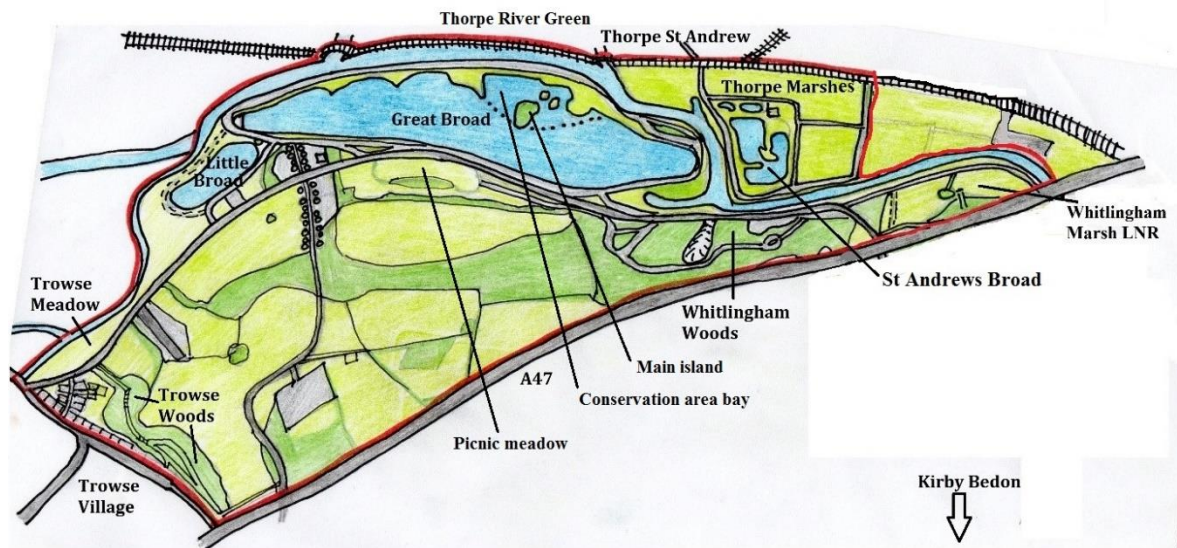 Thorpe River Green
Thorpe St Andrew
Thorpe Marshes
Great Broad
Little
Broad
Whitlingham
Marsh LNR
St Andrews Broad
Trowse
Meadow
Whitlingham
Woods
Main island
A47
Conservation area bay
Trowse
Woods
Picnic meadow
Trowse
Village
Kirby Bedon